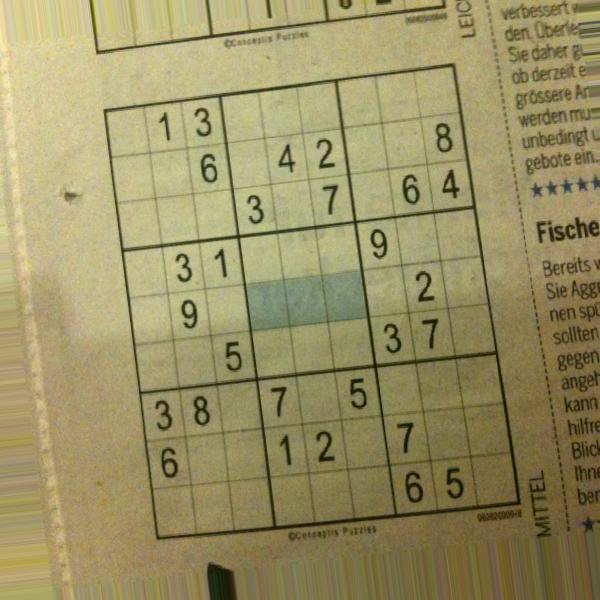 LEIC
©Conceptis Puzzles
verbessert
den. Überle
Sie daher
ob derzeit e
grössere An
werden
unbedingt
gebote ein.
1 3
6 4 2 8
3 7 6 4
3 1 9
9 2
5 3 7
3 8 7 5
6 1 2 7
6 5
©Conceptis Puzzles
MITTEL
★★★★
Fische
Bereits
Sie Aggr
nen spü
sollten
gegen
angeh
kann
hilfre
Blick
Ihne
ber